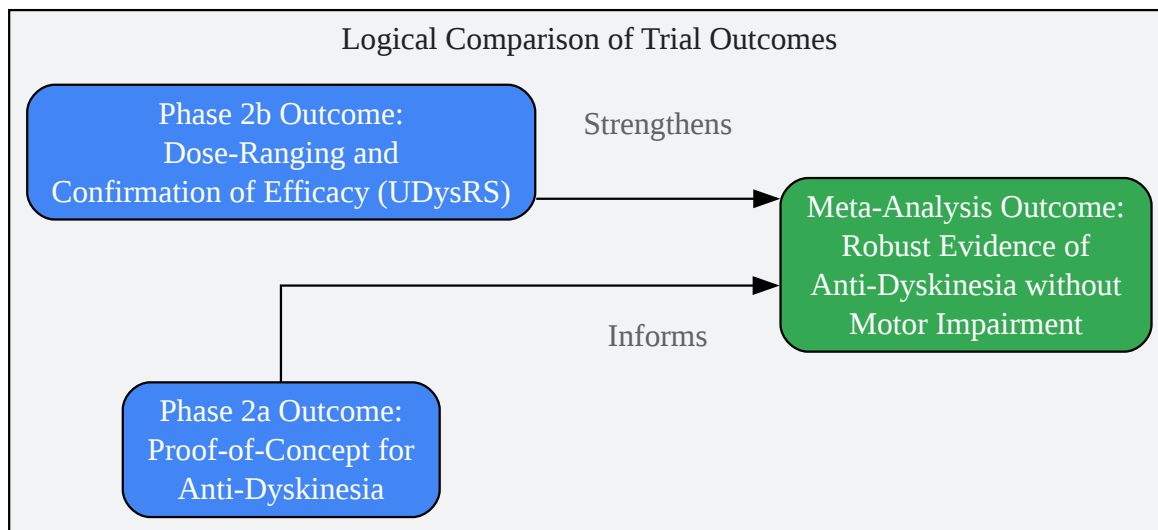 Logical Comparison of Trial Outcomes
Phase 2b Outcome:
Dose-Ranging and
Confirmation of Efficacy (UDysRS)
Strengthens
Meta-Analysis Outcome:
Robust Evidence of
Anti-Dyskinesia without
Motor Impairment
Informs
Phase 2a Outcome:
Proof-of-Concept for
Anti-Dyskinesia